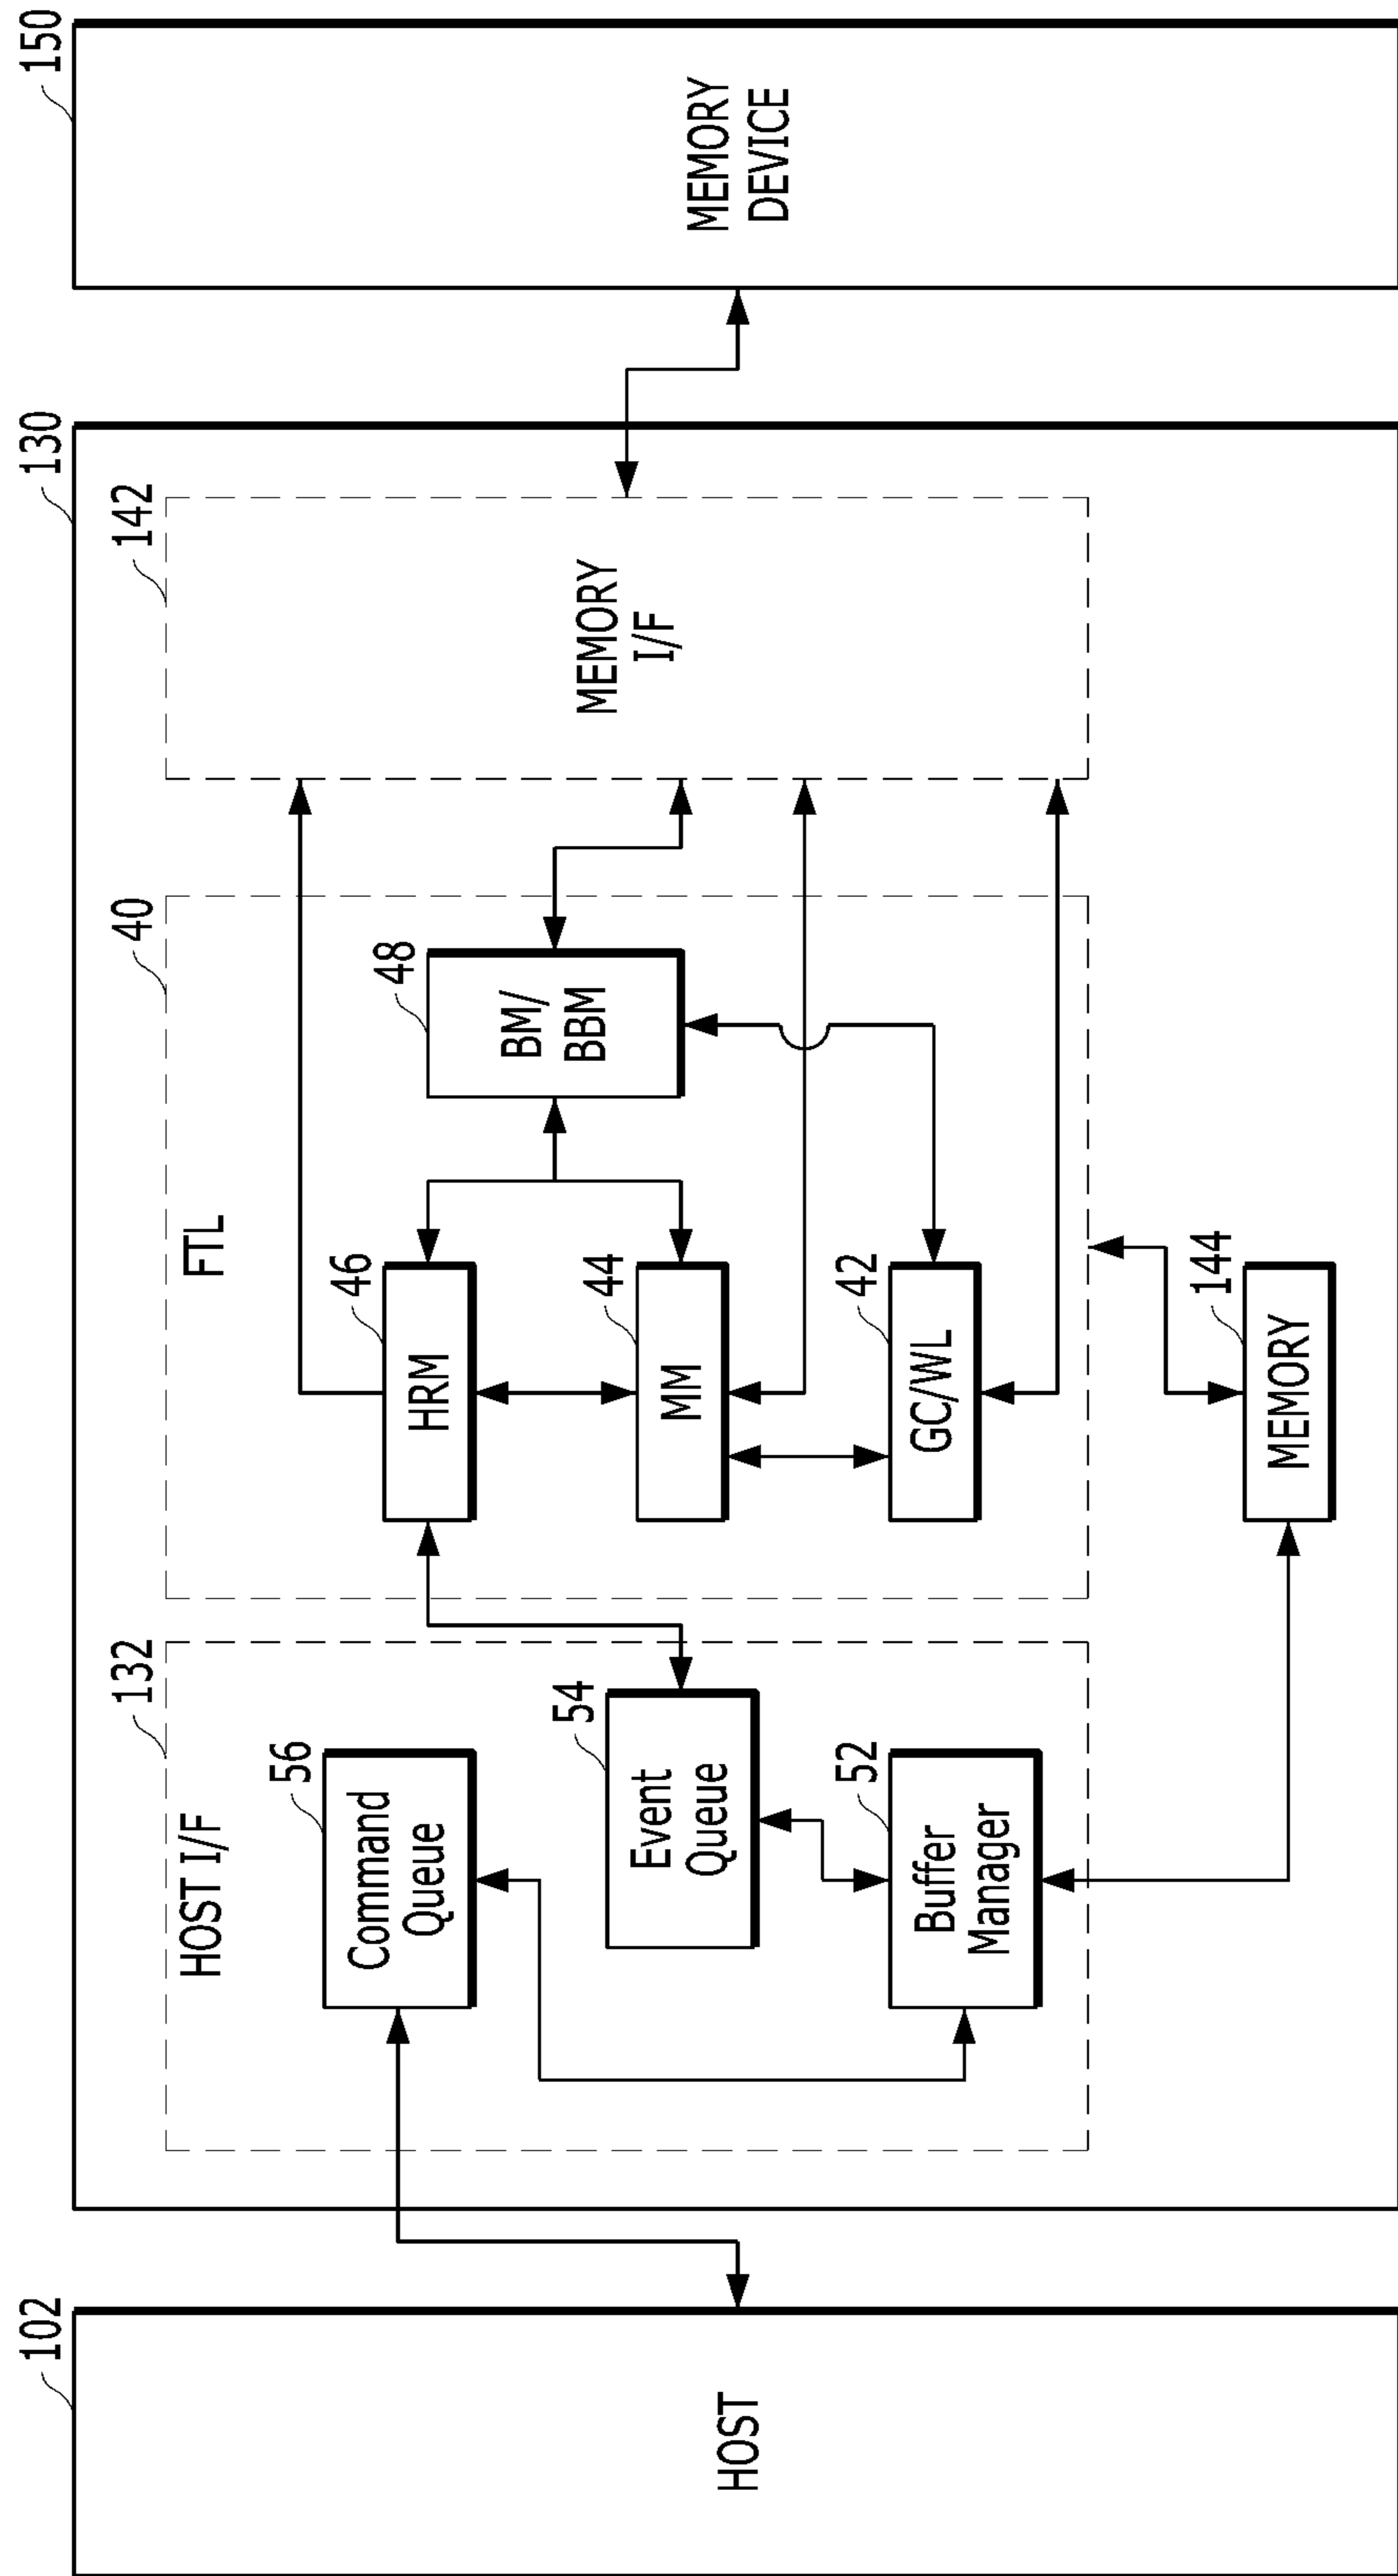 102
HOST
130
132
HOST I/F
56
Command
Queue
54
Event
Queue
52
Buffer
Manager
40
FTL
46
HRM
44
MM
42
GC/WL
48
BM/
BBM
144
MEMORY
142
MEMORY
I/F
150
MEMORY
DEVICE